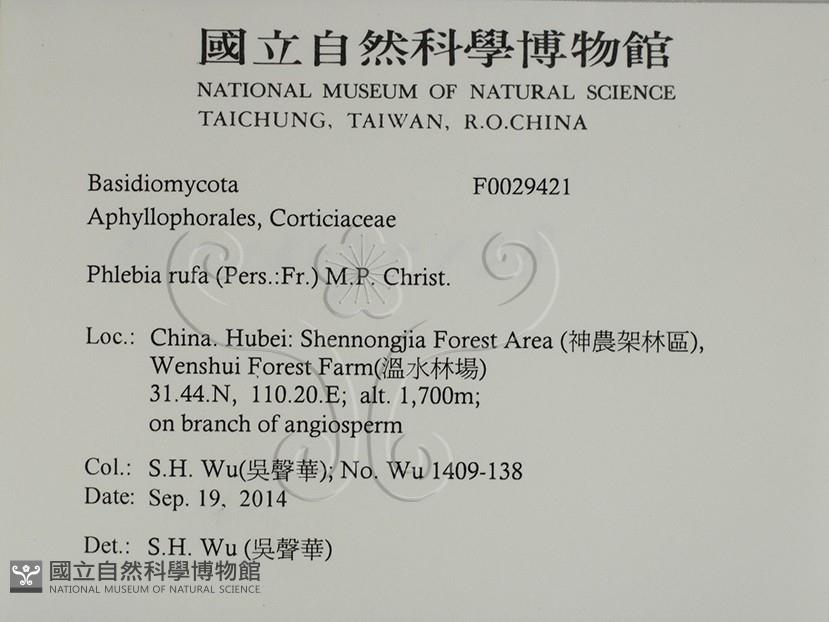 國立自然科學博物館
NATIONAL MUSEUM OF NATURAL SCIENCE
TAICHUNG, TAIWAN, R.O.CHINA
Basidiomycota F0029421
Aphyllophorales, Corticiaceae
Phlebia rufa (Pers.:Fr.) M.P. Christ.
Loc.: China. Hubei: Shennongjia Forest Area (神農架林區),
Wenshui Forest Farm(溫水林場)
31.44.N, 110.20.E; alt. 1,700m;
on branch of angiosperm
Col.: S.H. Wu(吳聲華); No. Wu 1409-138
Date: Sep. 19, 2014
Det.: S.H. Wu (吳聲華)
國立自然科學博物館
NATIONAL MUSEUM OF NATURAL SCIENCE